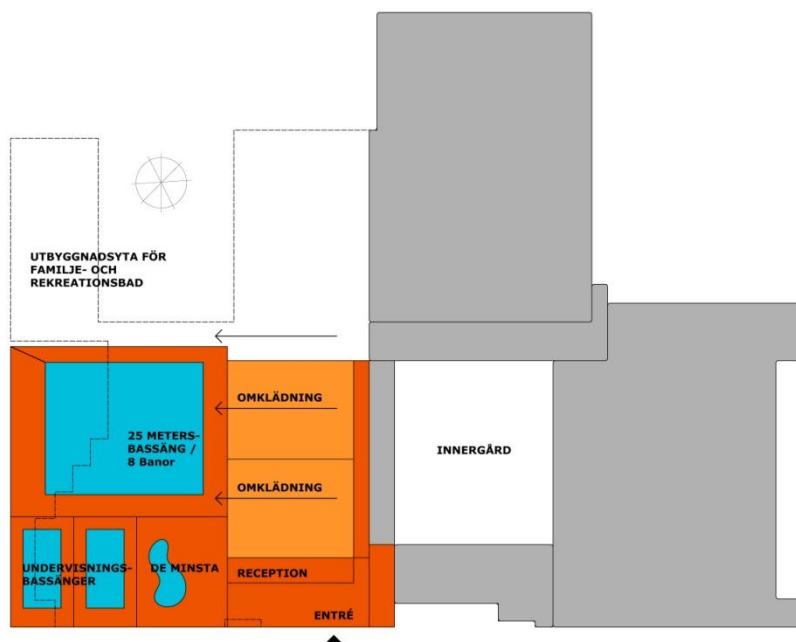 UTBYGGNADSYTA FÖR
FAMILJE- OCH
REKREATIONSBAD
OMKLÄDNING
25 METERS-
BASSÄNG /
8 Banor
INNERGÅRD
OMKLÄDNING
UNDERVISNINGS-
BASSÄNGER
DE MINSTA
RECEPTION
ENTRÉ